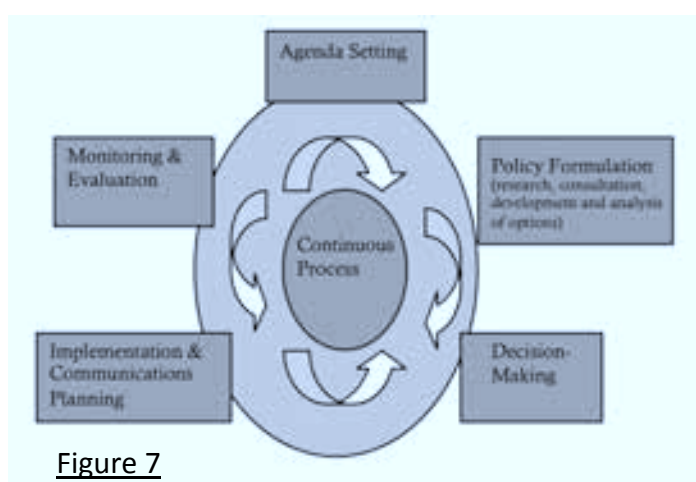 Agenda Setting
Monitoring &
Evaluation
Policy Formulation
(research, consultation,
development and analysis
of options)
Continuous
Process
Implementation &
Communications
Planning
Decision-
Making
Figure 7